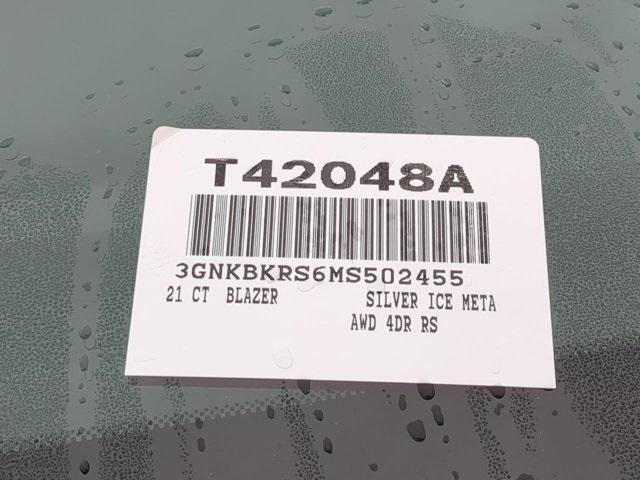 T42048A
3GNKBKRS6MS502455
21 CT BLAZER SILVER ICE META
AWD 4DR RS